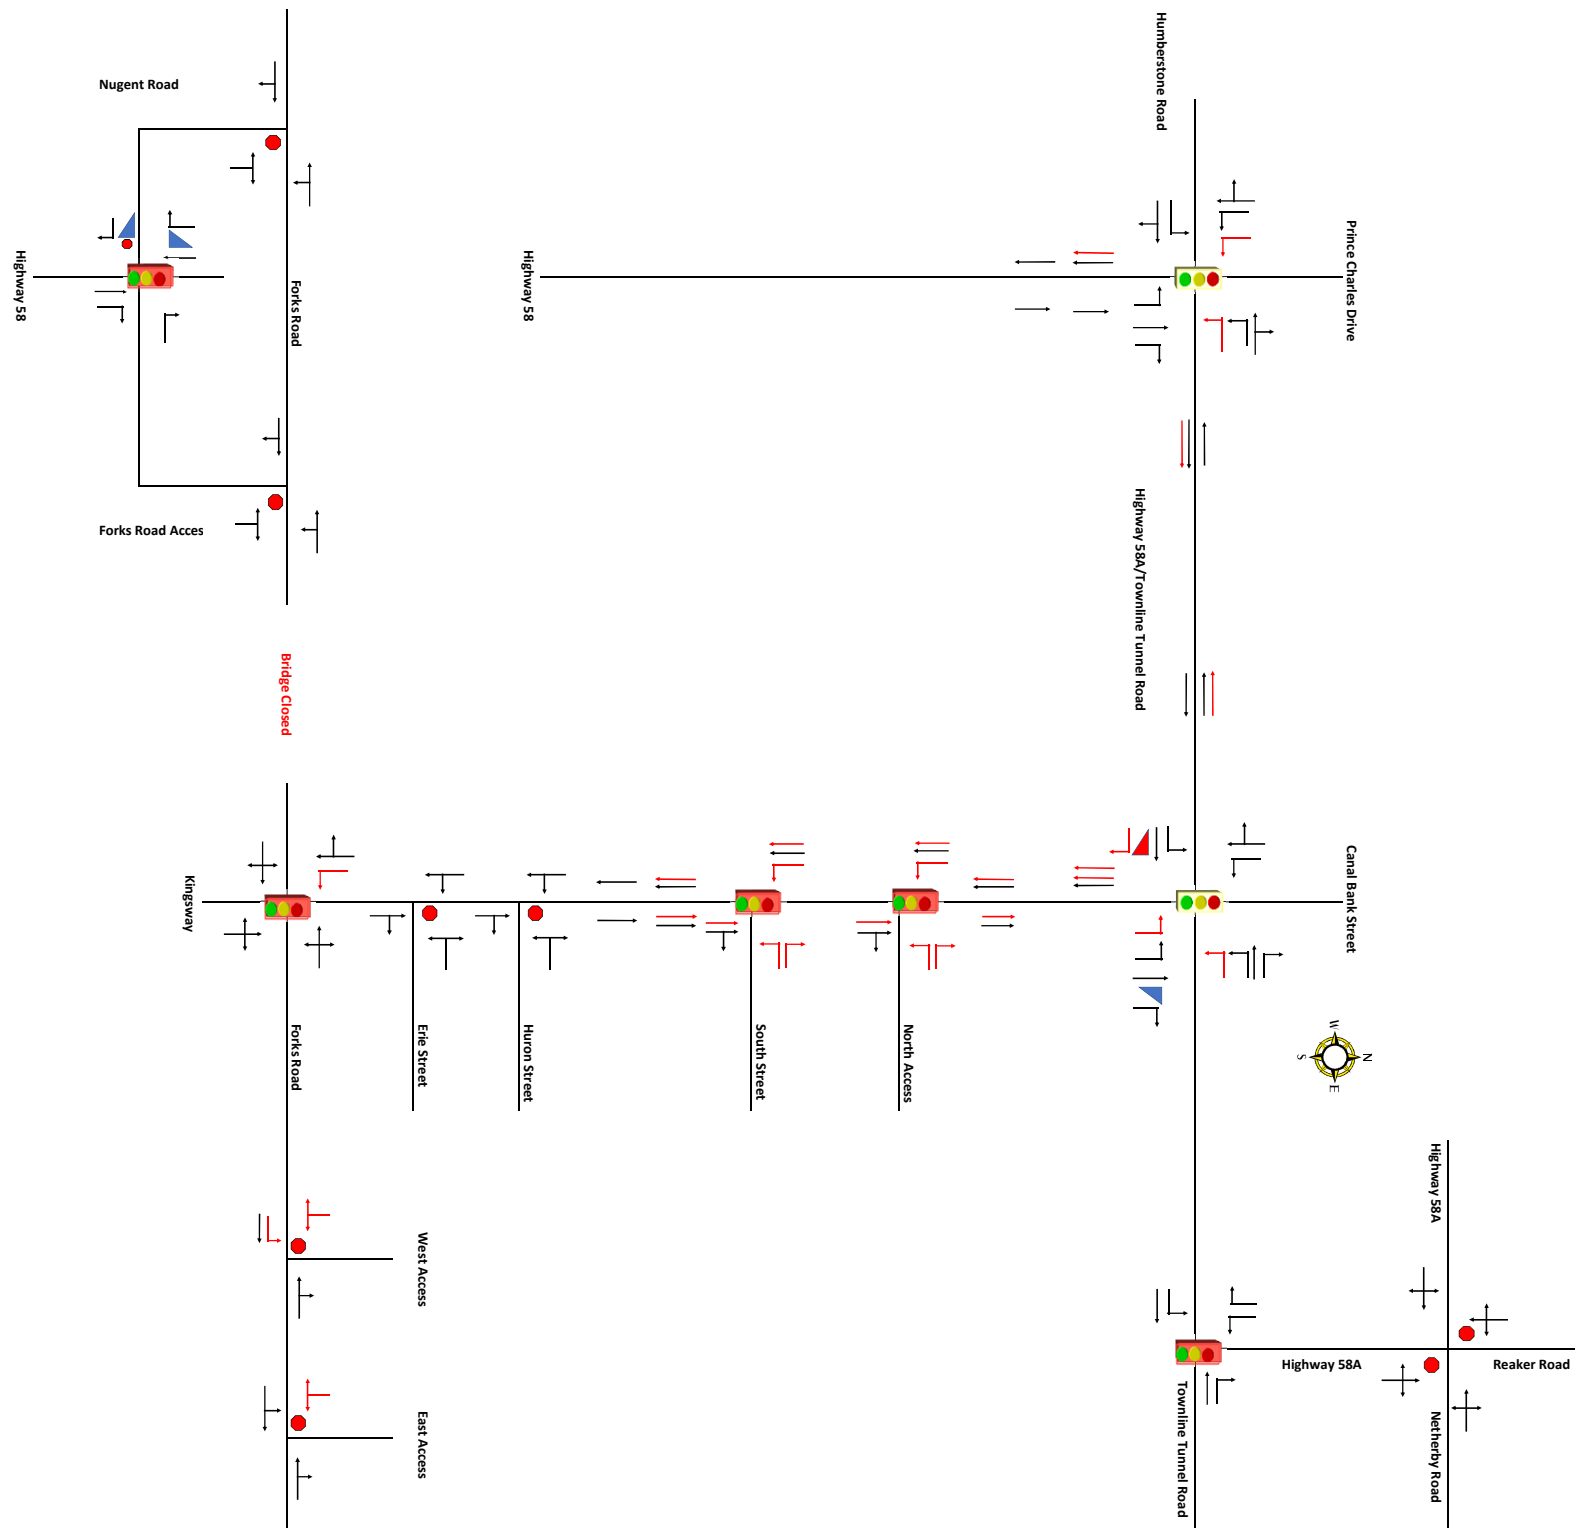 Humberstone Road
Nugent Road
Prince Charles Drive
Highway 58
Forks Road
Highway 58
Highway 58A/Townline Tunnel Road
Forks Road Acces
Bridge Closed
Kingsway
Canal Bank Street
Forks Road
Erie Street
Huron Street
South Street
North Access
W
N
S
E
Highway 58A
West Access
Highway 58A
Reaker Road
East Access
Townline Tunnel Road
Netherby Road